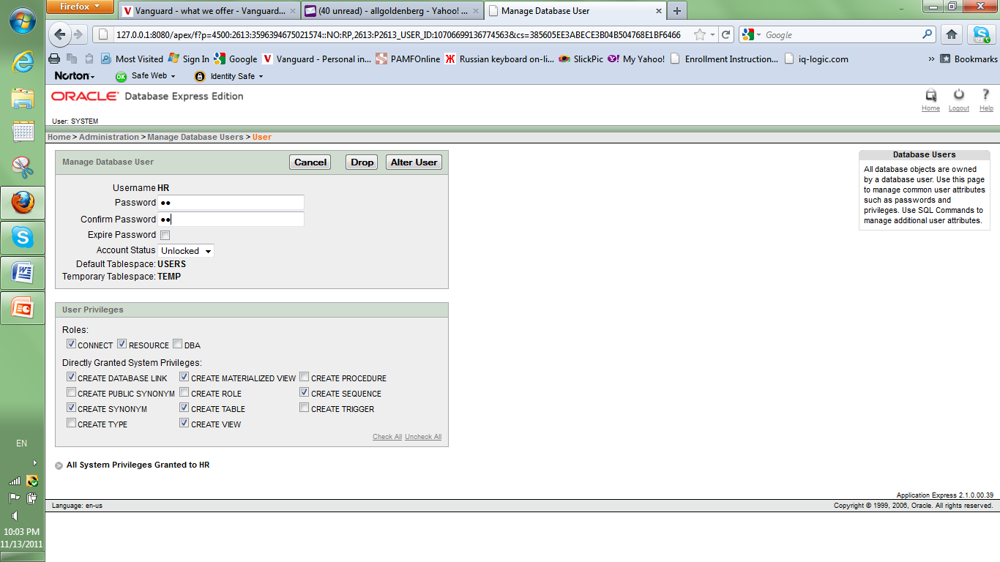 Firefox
Vanguard - what we offer - Vanguard...
(40 unread) - allgoldenberg - Yahoo! ...
Manage Database User
127.0.0.1:8080/apex/f?p=4500:2613:3596394675021574::NO:RP,2613:P2613_USER_ID:10706699136774563&cs=385605EE3ABECE3B04B504768E1BF6466
Google
Most Visited
Sign In
Google
Vanguard - Personal in...
PAMFOnline
Russian keyboard on-li...
SlickPic
My Yahoo!
Enrollment Instruction...
iq-logic.com
Bookmarks
Norton
OK Safe Web
Identity Safe
ORACLE Database Express Edition
Home Logout Help
User: SYSTEM
Home > Administration > Manage Database Users > User
Manage Database User
Cancel Drop Alter User
Username HR
Password ●●
Confirm Password ●●
Expire Password
Account Status Unlocked
Default Tablespace: USERS
Temporary Tablespace: TEMP
User Privileges
Roles:
CONNECT RESOURCE DBA
Directly Granted System Privileges:
CREATE DATABASE LINK CREATE MATERIALIZED VIEW CREATE PROCEDURE
CREATE PUBLIC SYNONYM CREATE ROLE CREATE SEQUENCE
CREATE SYNONYM CREATE TABLE CREATE TRIGGER
CREATE TYPE CREATE VIEW
Check All Uncheck All
All System Privileges Granted to HR
Database Users
All database objects are owned
by a database user. Use this page
to manage common user attributes
such as passwords and
privileges. Use SQL Commands to
manage additional user attributes.
Application Express 2.1.0.00.39
Language: en-us
Copyright © 1999, 2006, Oracle. All rights reserved.
EN
10:03 PM
11/13/2011